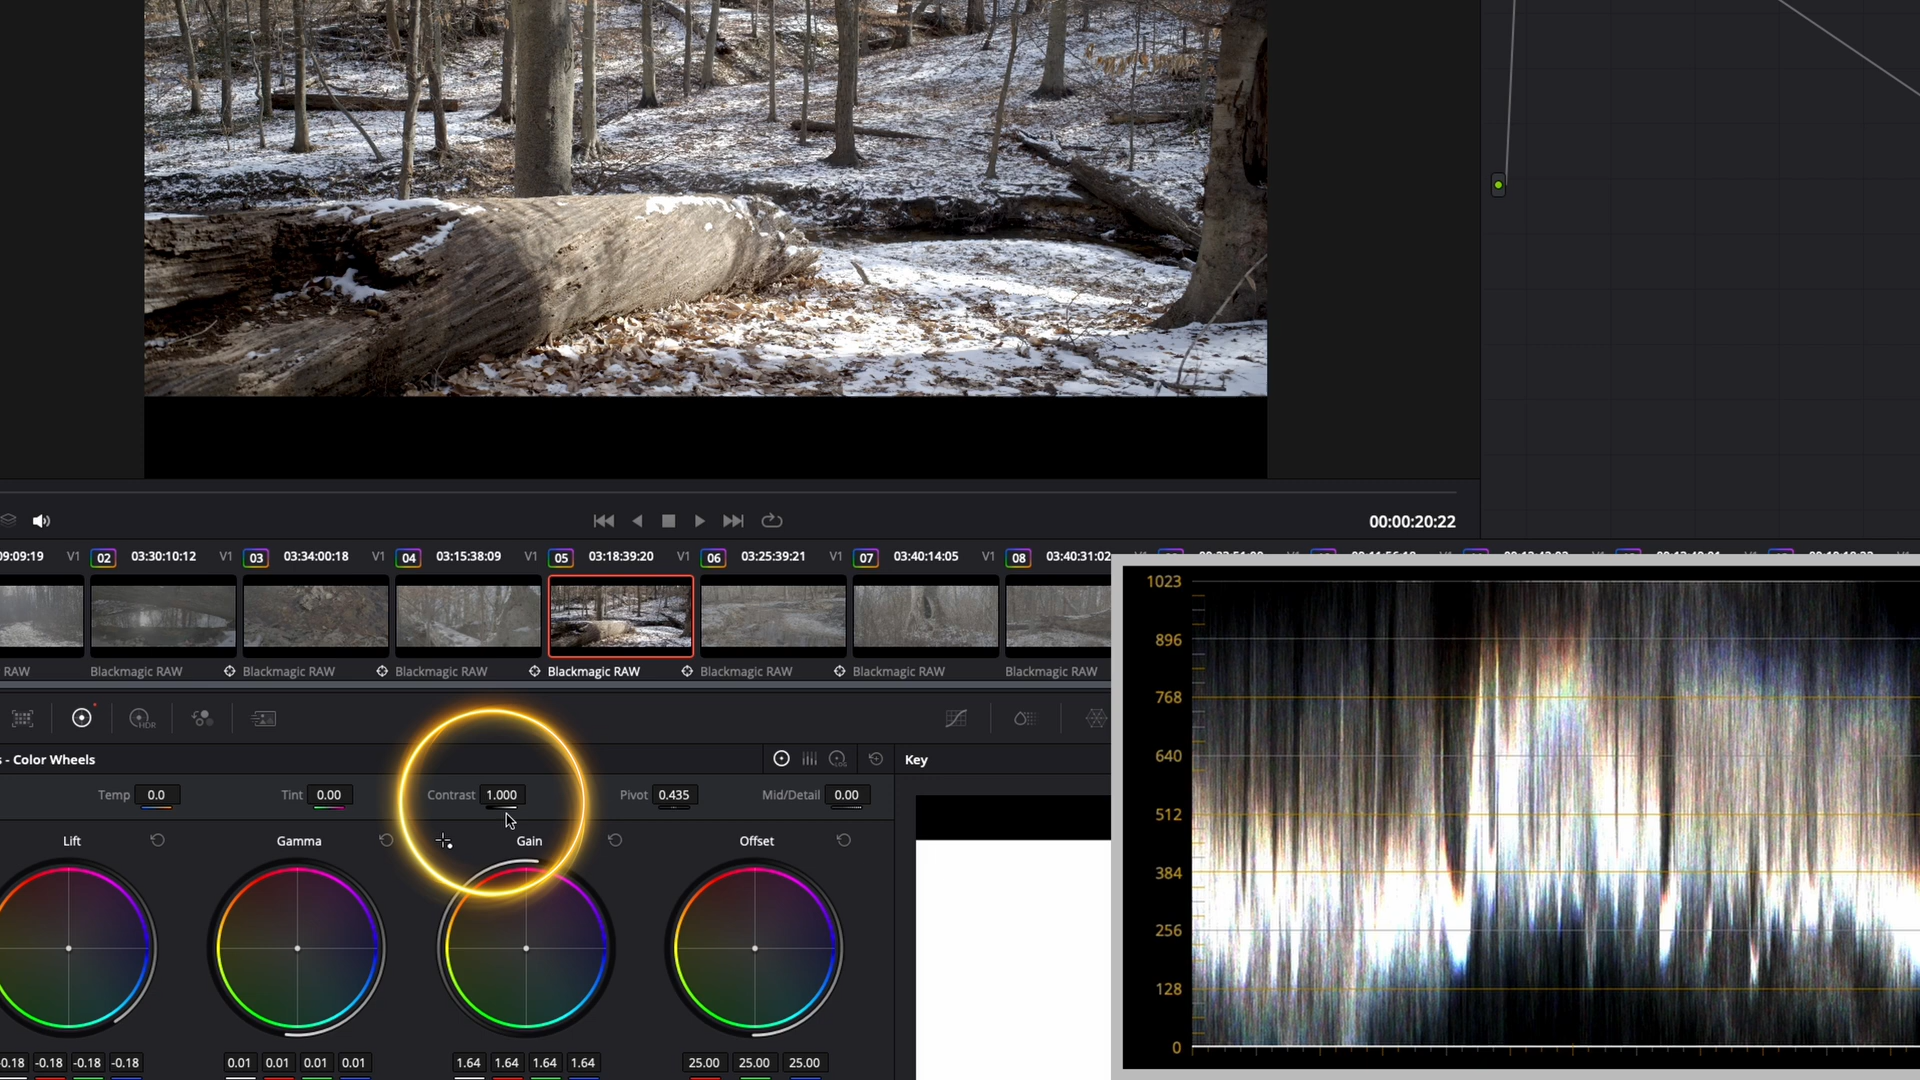 00:00:20:22
09:09:19 V1 02 03:30:10:12 V1 03 03:34:00:18 V1 04 03:15:38:09 V1 05 03:18:39:20 V1 06 03:25:39:21 V1 07 03:40:14:05 V1 08 03:40:31:02
RAW Blackmagic RAW Blackmagic RAW Blackmagic RAW Blackmagic RAW Blackmagic RAW Blackmagic RAW Blackmagic RAW
HDR
s - Color Wheels LOG Key
Temp 0.0 Tint 0.00 Contrast 1.000 Pivot 0.435 Mid/Detail 0.00
Lift Gamma Gain Offset
-0.18 -0.18 -0.18 -0.18 0.01 0.01 0.01 0.01 1.64 1.64 1.64 1.64 25.00 25.00 25.00
1023
896
768
640
512
384
256
128
0